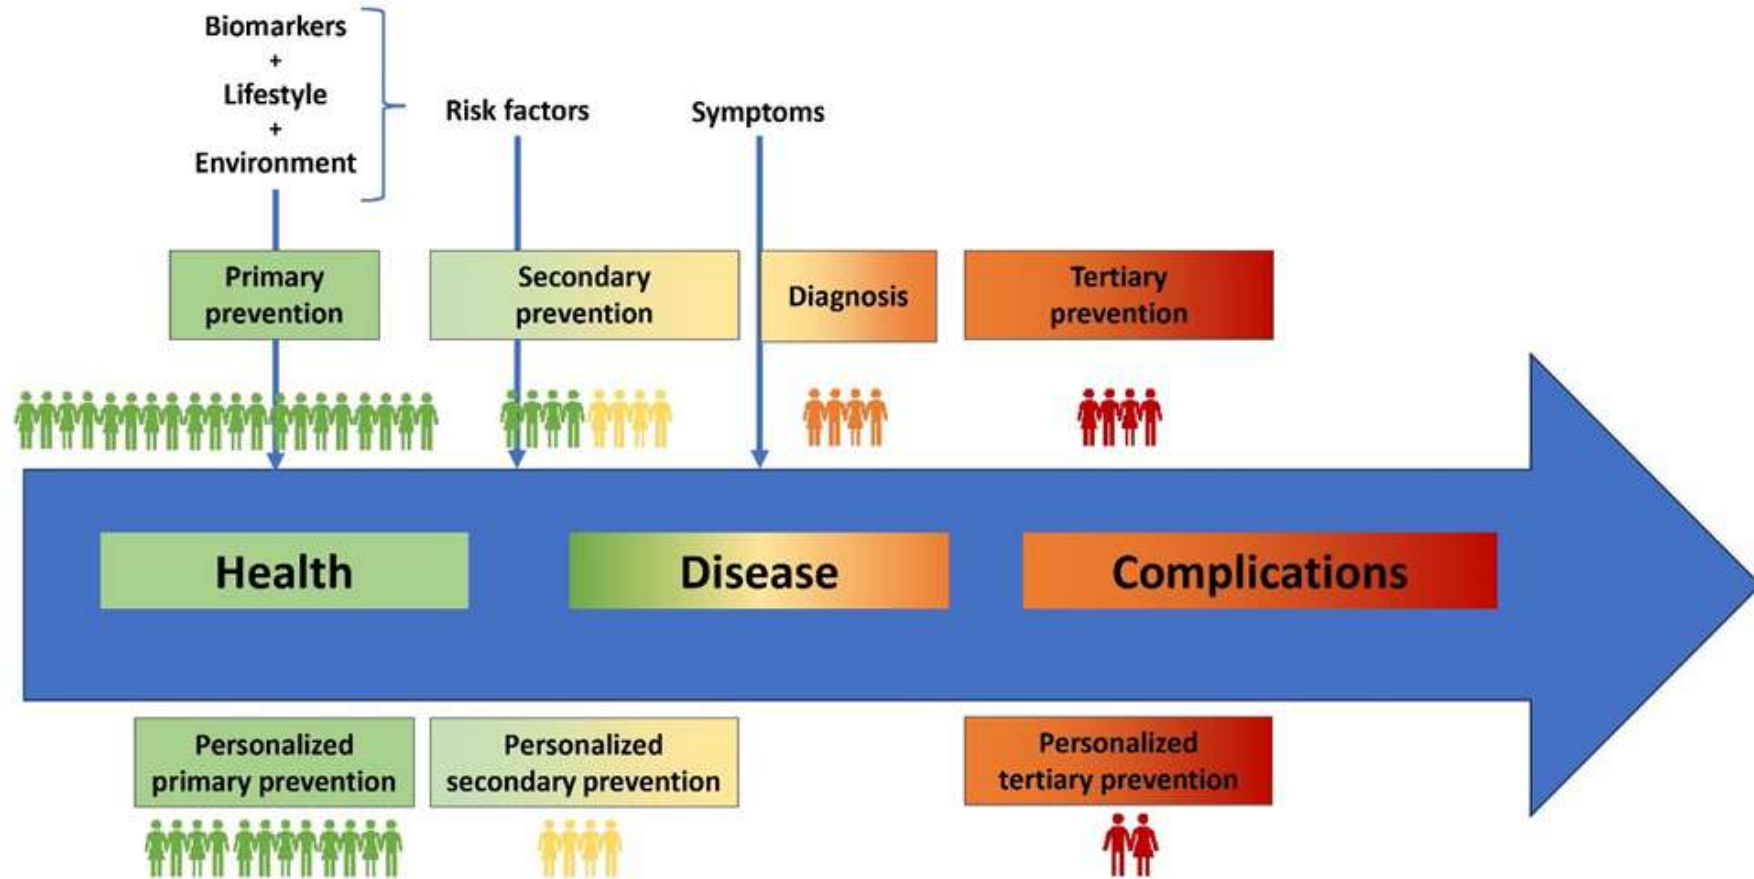 Biomarkers
+
Lifestyle
+
Environment
Risk factors
Symptoms
Primary
prevention
Secondary
prevention
Diagnosis
Tertiary
prevention
Health
Disease
Complications
Personalized
primary prevention
Personalized
secondary prevention
Personalized
tertiary prevention